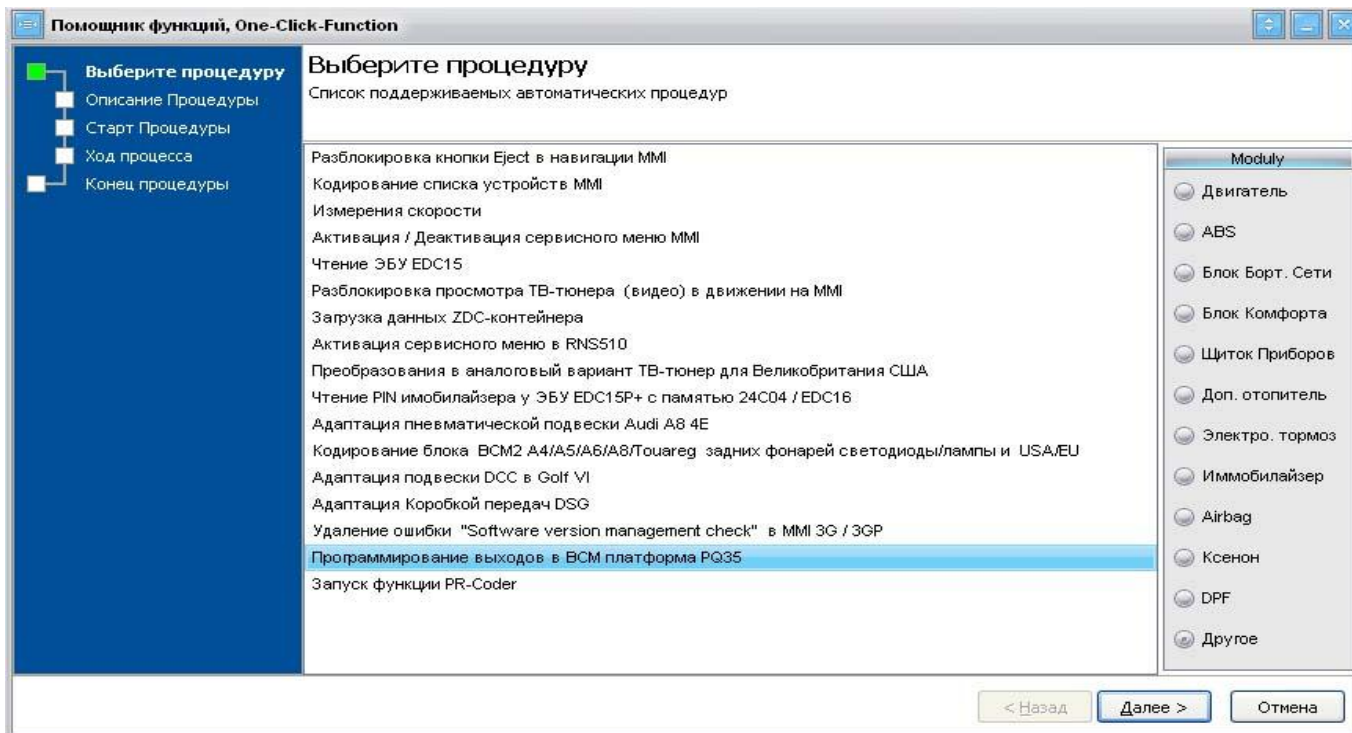 Помощник функций, One-Click-Function
Выберите процедуру
Описание Процедуры
Старт Процедуры
Ход процесса
Конец процедуры
Выберите процедуру
Список поддерживаемых автоматических процедур
Разблокировка кнопки Eject в навигации MMI
Кодирование списка устройств MMI
Измерения скорости
Активация / Деактивация сервисного меню MMI
Чтение ЭБУ EDC15
Разблокировка просмотра ТВ-тюнера (видео) в движении на MMI
Загрузка данных ZDC-контейнера
Активация сервисного меню в RNS510
Преобразования в аналоговый вариант ТВ-тюнер для Великобритания США
Чтение PIN имобилайзера у ЭБУ EDC15P+ с памятью 24C04 / EDC16
Адаптация пневматической подвески Audi A8 4E
Кодирование блока BCM2 A4/A5/A6/A8/Touareg задних фонарей светодиоды/лампы и USA/EU
Адаптация подвески DCC в Golf VI
Адаптация Коробкой передач DSG
Удаление ошибки "Software version management check" в MMI 3G / 3GP
Программирование выходов в BCM платформа PQ35
Запуск функции PR-Coder
Moduly
Двигатель
ABS
Блок Борт. Сети
Блок Комфорта
Щиток Приборов
Доп. отопитель
Электро. тормоз
Иммобилайзер
Airbag
Ксенон
DPF
Другое
< Назад
Далее >
Отмена